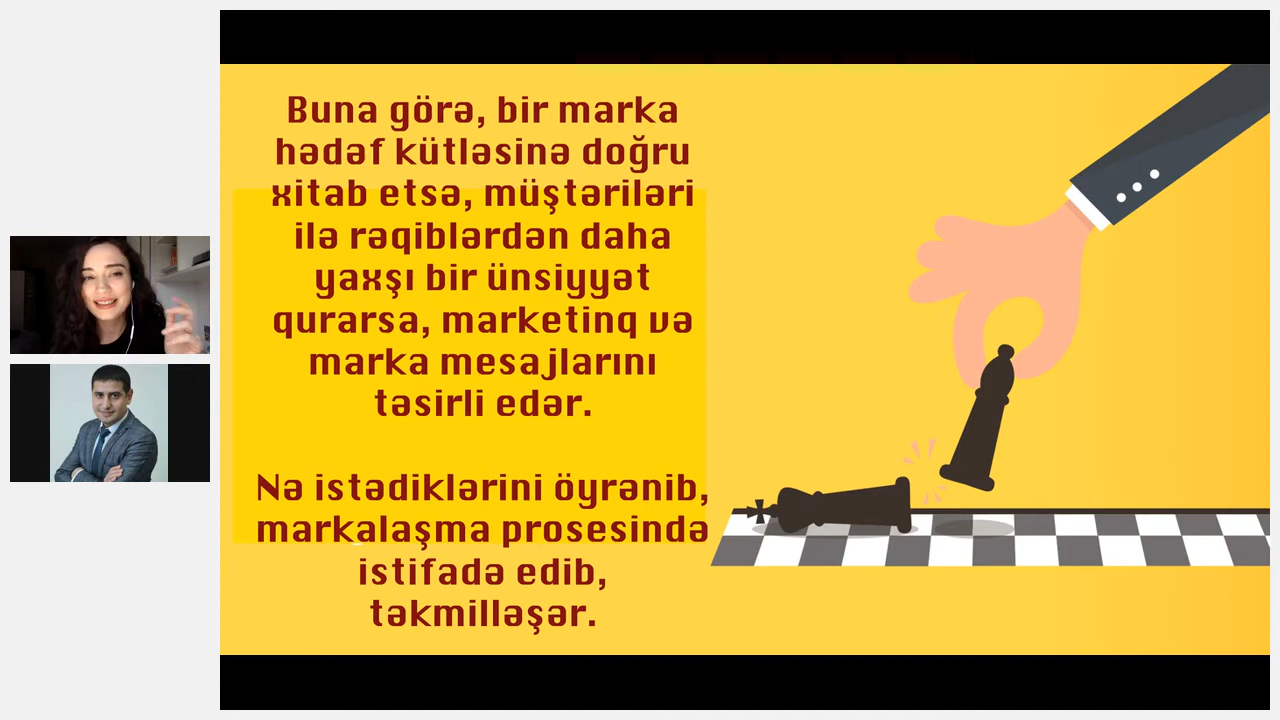 Buna görə, bir marka
hədəf kütləsinə doğru
xitab etsə, müştəriləri
ilə rəqiblərdən daha
yaxşı bir ünsiyyət
qurarsa, marketinq və
marka mesajlarını
təsirli edər.
Nə istədiklərini öyrənib,
markalaşma prosesində
istifadə edib,
təkmilləşər.